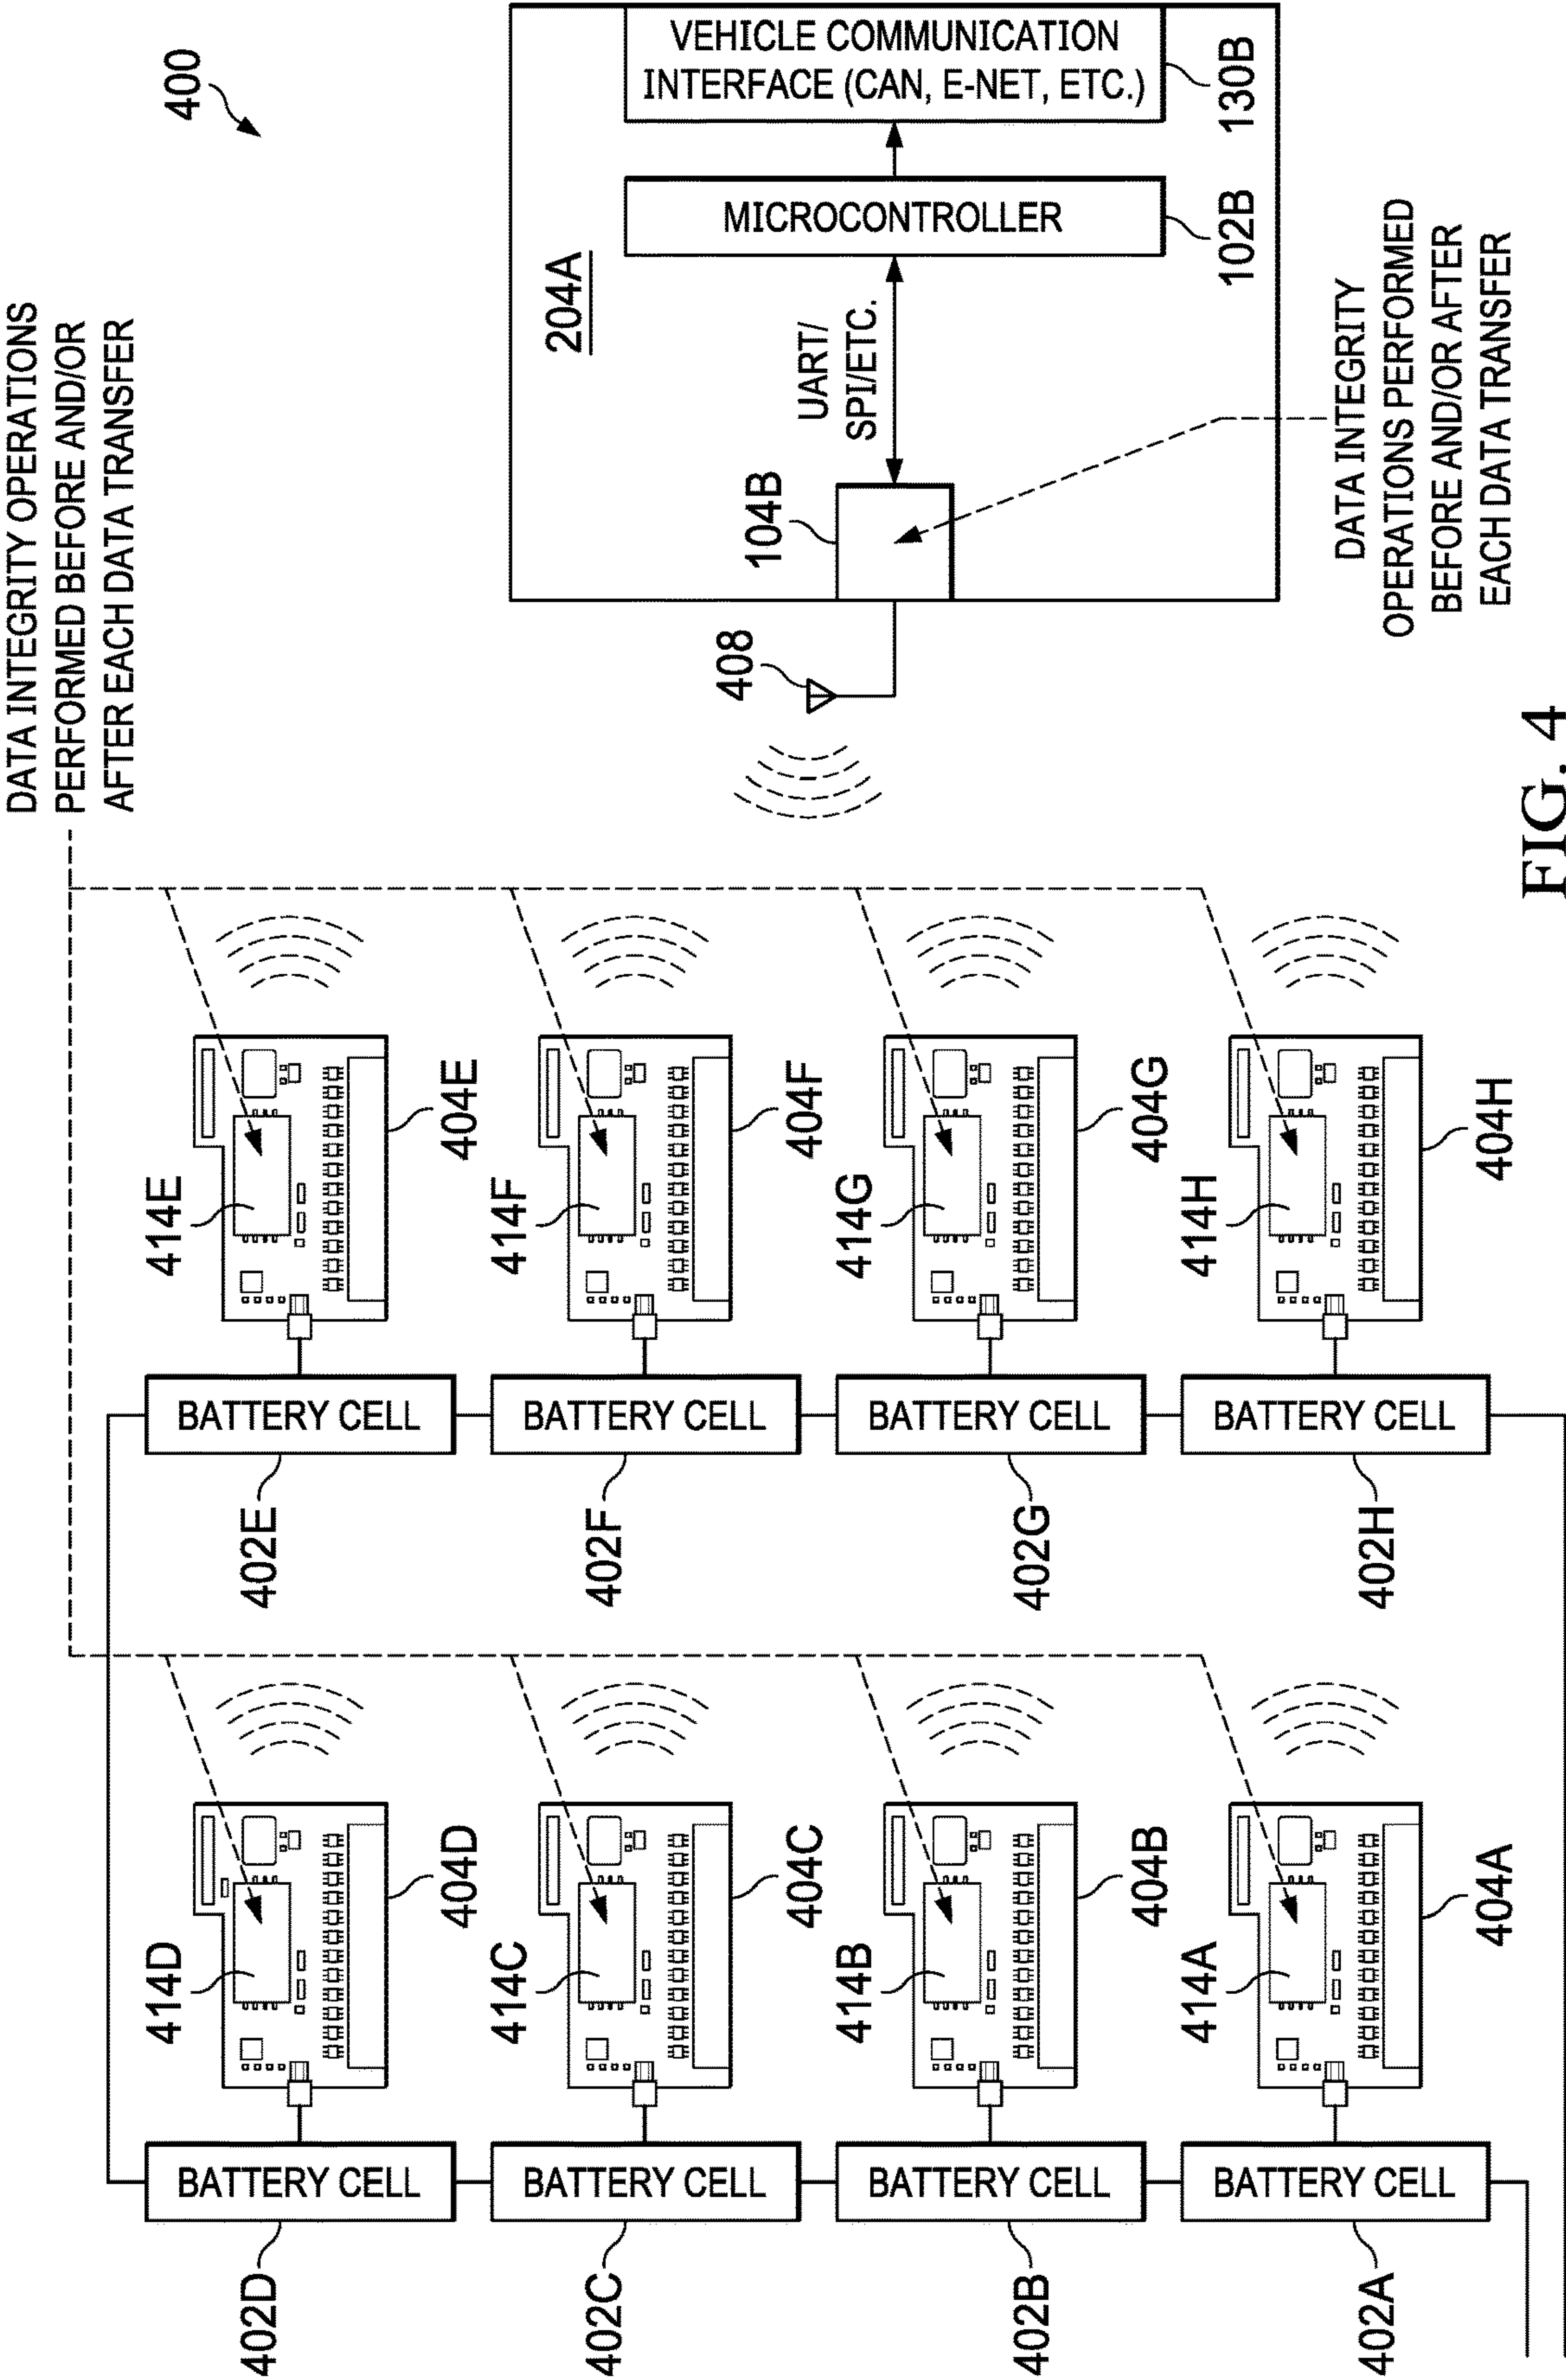 400
DATA INTEGRITY OPERATIONS
PERFORMED BEFORE AND/OR
AFTER EACH DATA TRANSFER
204A
VEHICLE COMMUNICATION
INTERFACE (CAN, E-NET, ETC.)
130B
MICROCONTROLLER
102B
UART/
SPI/ETC.
104B
408
DATA INTEGRITY
OPERATIONS PERFORMED
BEFORE AND/OR AFTER
EACH DATA TRANSFER
414E
404E
414F
404F
414G
404G
414H
404H
BATTERY CELL
402E
BATTERY CELL
402F
BATTERY CELL
402G
BATTERY CELL
402H
414D
404D
414C
404C
414B
404B
414A
404A
BATTERY CELL
402D
BATTERY CELL
402C
BATTERY CELL
402B
BATTERY CELL
402A
FIG. 4